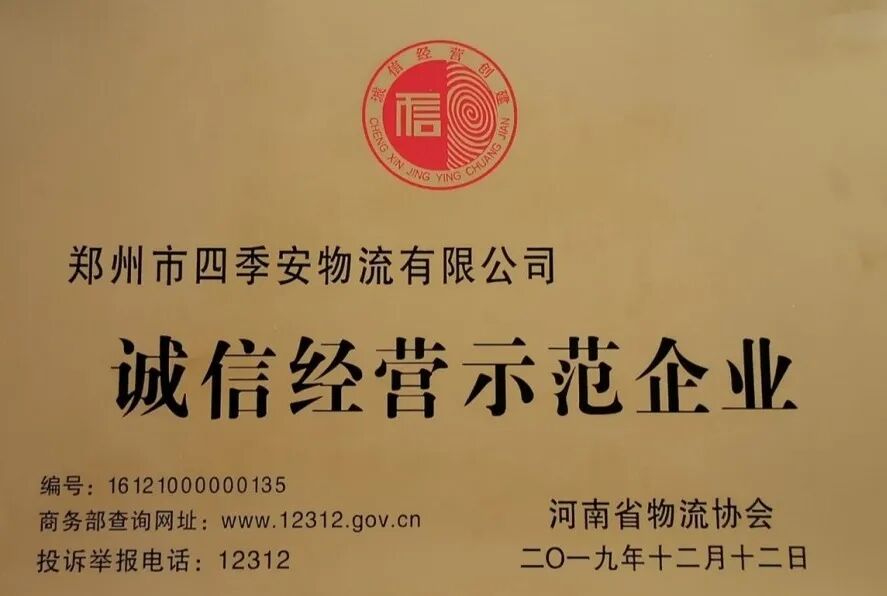 诚信经营创建
信
CHENG XIN JING YING CHUANG JIAN
郑州市四季安物流有限公司
诚信经营示范企业
编号：16121000000135
商务部查询网址：www.12312.gov.cn
投诉举报电话：12312
河南省物流协会
二〇一九年十二月十二日